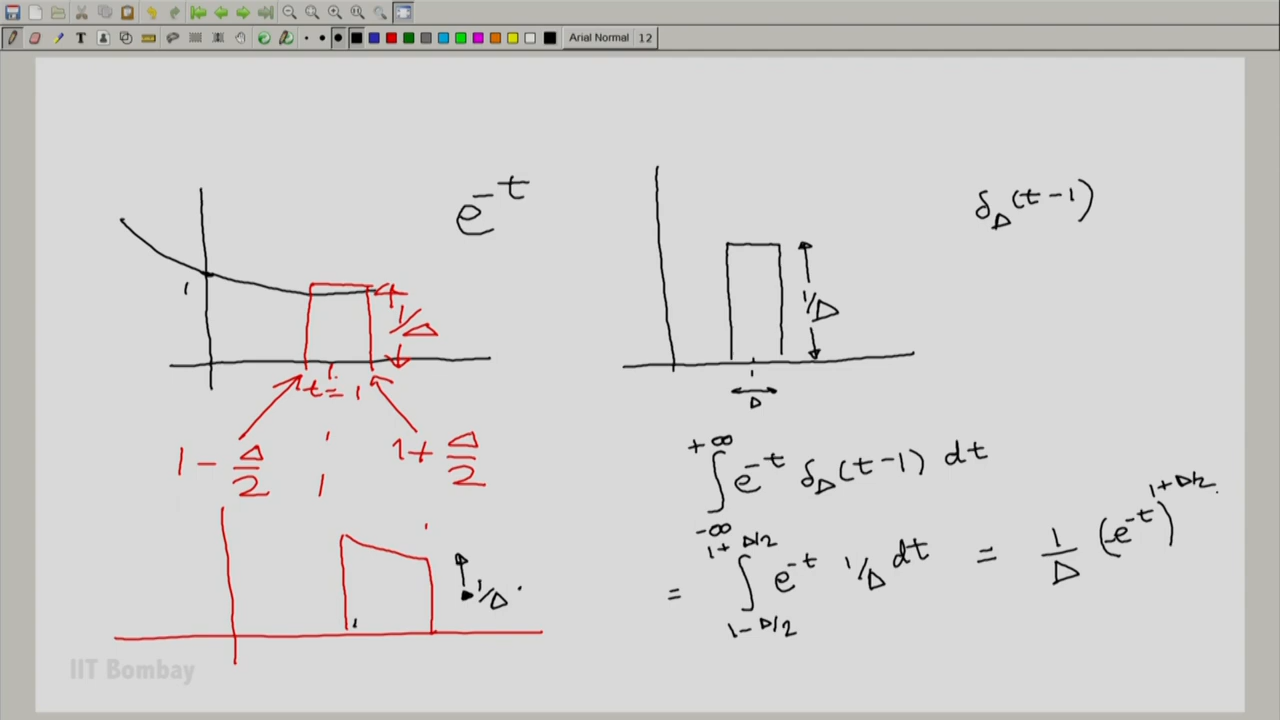 Arial Normal 12
e^{-t}
δ_Δ(t-1)
1
1/Δ
1/Δ
t = 1
1
Δ
1 - Δ/2
1 + Δ/2
∫_{-∞}^{+∞} e^{-t} δ_Δ(t-1) dt
= ∫_{1-Δ/2}^{1+Δ/2} e^{-t} 1/Δ dt = 1/Δ (-e^{-t})^{1+Δ/2}
1/Δ
IIT Bombay